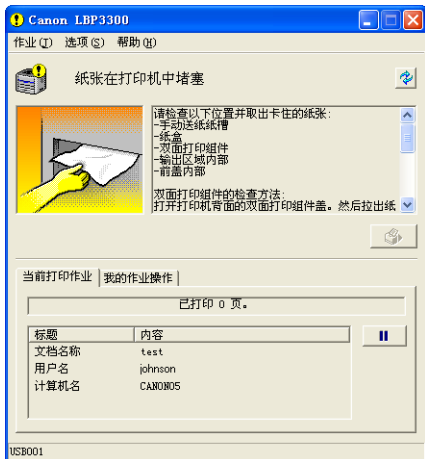 Canon LBP3300
作业(J) 选项(S) 帮助(H)
纸张在打印机中堵塞
请检查以下位置并取出卡住的纸张:
-手动送纸纸槽
-纸盒
-双面打印组件
-输出区域内部
-前盖内部
双面打印组件的检查方法:
打开打印机背面的双面打印组件盖。然后拉出纸
当前打印作业 我的作业操作
已打印 0 页。
标题 内容
文档名称 test
用户名 johnson
计算机名 CANON05
USB001